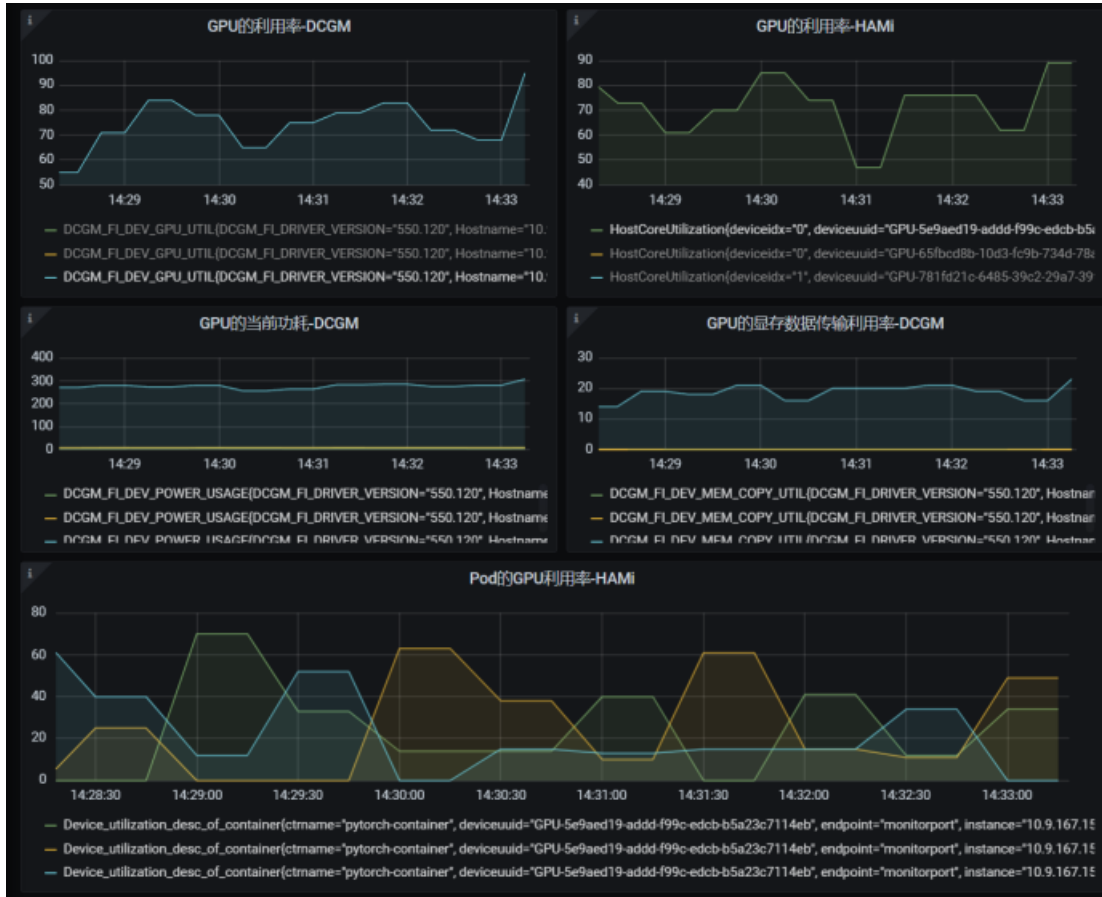 GPU的利用率-DCGM
100
90
80
70
60
50
14:29
14:30
14:31
14:32
14:33
DCGM_FI_DEV_GPU_UTIL{DCGM_FI_DRIVER_VERSION="550.120", Hostname="10.
DCGM_FI_DEV_GPU_UTIL{DCGM_FI_DRIVER_VERSION="550.120", Hostname="10.
DCGM_FI_DEV_GPU_UTIL{DCGM_FI_DRIVER_VERSION="550.120", Hostname="10.
GPU的利用率-HAMi
90
80
70
60
50
40
14:29
14:30
14:31
14:32
14:33
HostCoreUtilization{deviceidx="0", deviceuuid="GPU-5e9aed19-addd-f99c-edcb-b5a
HostCoreUtilization{deviceidx="0", deviceuuid="GPU-65fbcd8b-10d3-fc9b-734d-78a
HostCoreUtilization{deviceidx="1", deviceuuid="GPU-781fd21c-6485-39c2-29a7-39
GPU的当前功耗-DCGM
400
300
200
100
0
14:29
14:30
14:31
14:32
14:33
DCGM_FI_DEV_POWER_USAGE{DCGM_FI_DRIVER_VERSION="550.120", Hostname
DCGM_FI_DEV_POWER_USAGE{DCGM_FI_DRIVER_VERSION="550.120", Hostname
DCGM_FI_DEV_POWER_USAGE{DCGM_FI_DRIVER_VERSION="550.120", Hostname
GPU的显存数据传输利用率-DCGM
30
20
10
0
14:29
14:30
14:31
14:32
14:33
DCGM_FI_DEV_MEM_COPY_UTIL{DCGM_FI_DRIVER_VERSION="550.120", Hostnar
DCGM_FI_DEV_MEM_COPY_UTIL{DCGM_FI_DRIVER_VERSION="550.120", Hostnar
DCGM_FI_DEV_MEM_COPY_UTIL{DCGM_FI_DRIVER_VERSION="550.120", Hostnar
Pod的GPU利用率-HAMi
80
60
40
20
0
14:28:30
14:29:00
14:29:30
14:30:00
14:30:30
14:31:00
14:31:30
14:32:00
14:32:30
14:33:00
Device_utilization_desc_of_container{ctrname="pytorch-container", deviceuuid="GPU-5e9aed19-addd-f99c-edcb-b5a23c7114eb", endpoint="monitorport", instance="10.9.167.15
Device_utilization_desc_of_container{ctrname="pytorch-container", deviceuuid="GPU-5e9aed19-addd-f99c-edcb-b5a23c7114eb", endpoint="monitorport", instance="10.9.167.15
Device_utilization_desc_of_container{ctrname="pytorch-container", deviceuuid="GPU-5e9aed19-addd-f99c-edcb-b5a23c7114eb", endpoint="monitorport", instance="10.9.167.15